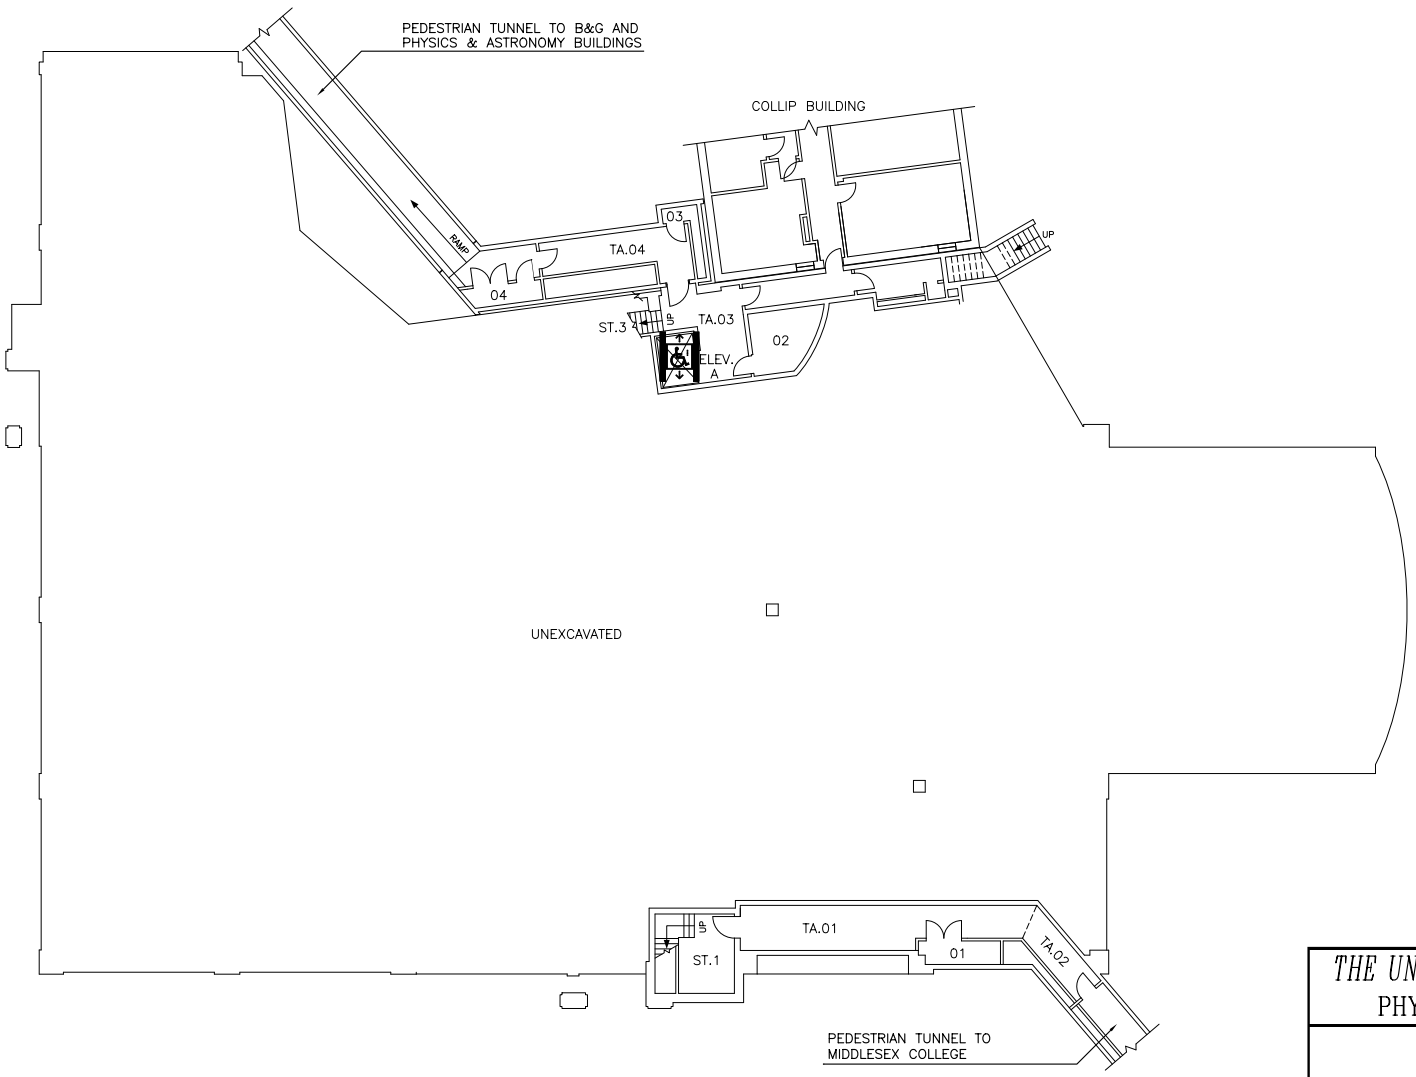 PEDESTRIAN TUNNEL TO B&G AND
PHYSICS & ASTRONOMY BUILDINGS
COLLIP BUILDING
03
UP
RAMP
TA.04
04
UP
ST.3
TA.03
02
ELEV.
A
UNEXCAVATED
UP
TA.01
ST.1
01
TA.02
PEDESTRIAN TUNNEL TO
MIDDLESEX COLLEGE
THE UN
PHY